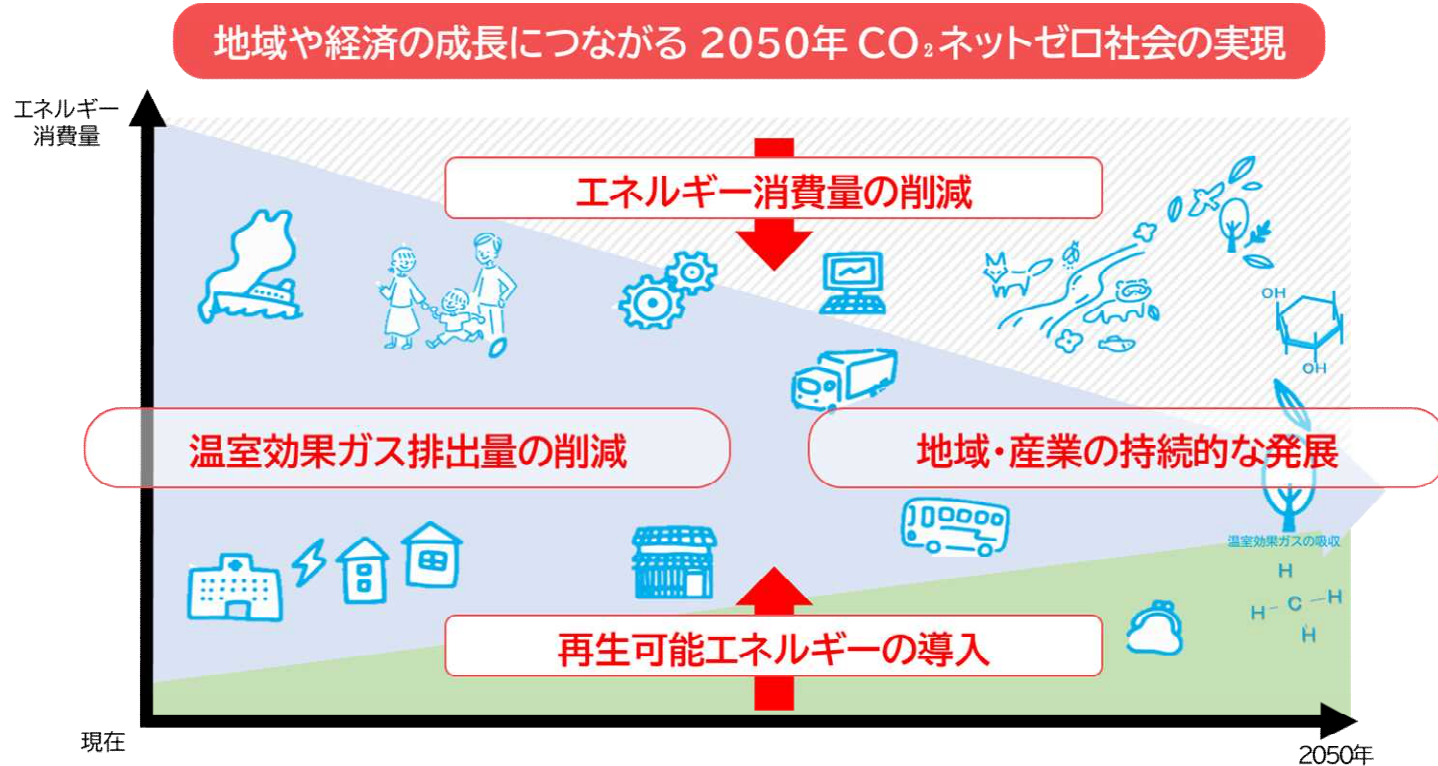 地域や経済の成長につながる 2050年 CO₂ネットゼロ社会の実現
エネルギー
消費量
エネルギー消費量の削減
OH
OH
温室効果ガス排出量の削減
地域・産業の持続的な発展
温室効果ガスの吸収
H
H-C-H
H
再生可能エネルギーの導入
現在
2050年